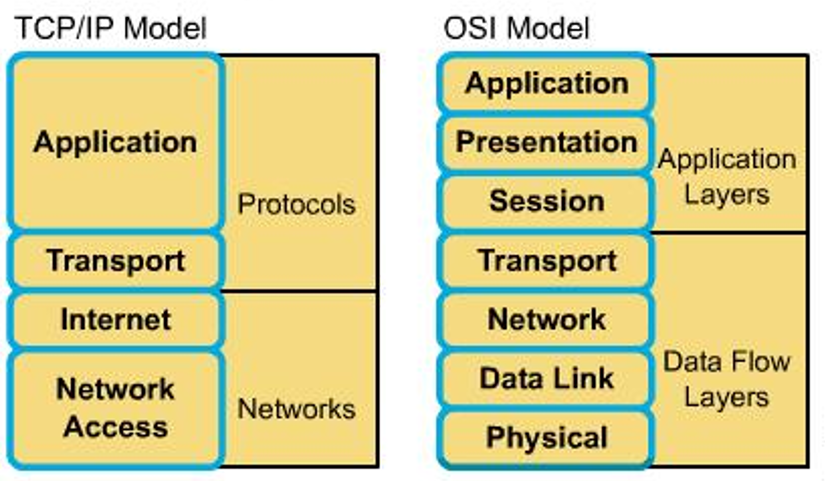 TCP/IP Model
Application
Transport
Internet
Network
Access
Protocols
Networks
OSI Model
Application
Presentation
Session
Transport
Network
Data Link
Physical
Application
Layers
Data Flow
Layers